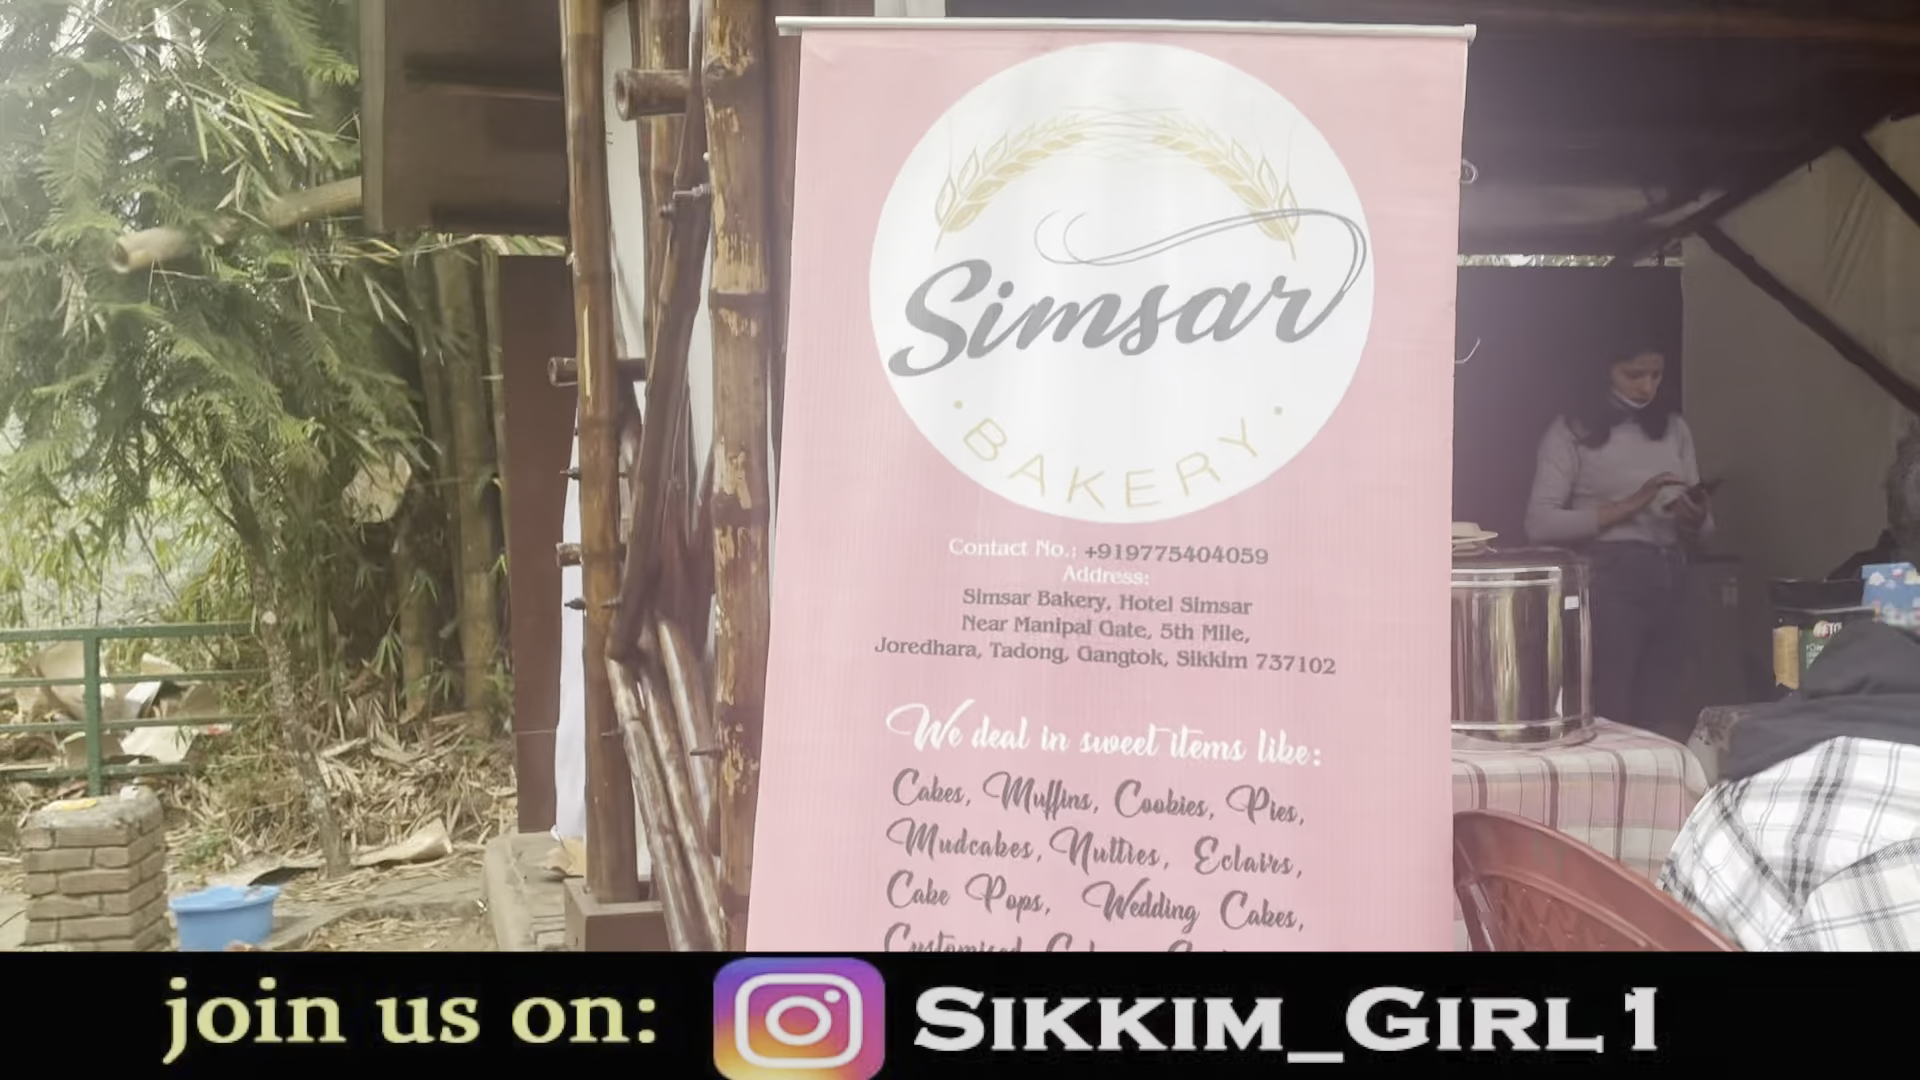 Simsar
BAKERY
Contact No.: +919775404059
Address:
Simsar Bakery, Hotel Simsar
Near Manipal Gate, 5th Mile,
Joredhara, Tadong, Gangtok, Sikkim 737102
We deal in sweet items like:
Cakes, Muffins, Cookies, Pies,
Mudcakes, Nutties, Eclairs,
Cake Pops, Wedding Cakes,
Customised
join us on: SIKKIM_GIRL1